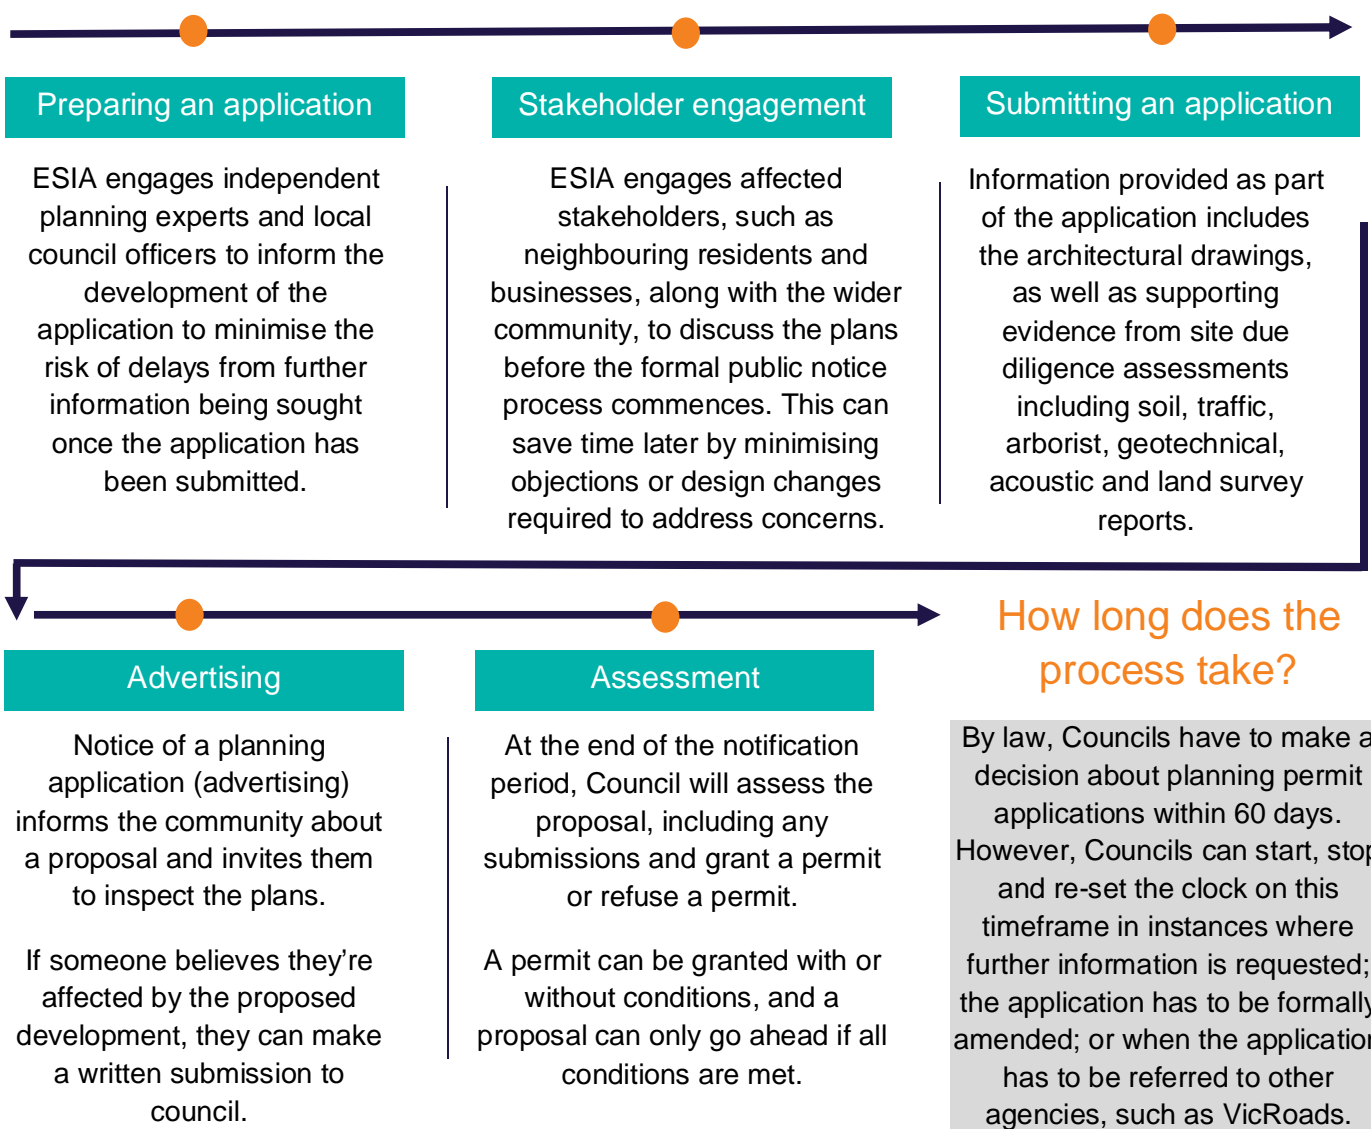 Preparing an application
ESIA engages independent
planning experts and local
council officers to inform the
development of the
application to minimise the
risk of delays from further
information being sought
once the application has
been submitted.
Stakeholder engagement
ESIA engages affected
stakeholders, such as
neighbouring residents and
businesses, along with the wider
community, to discuss the plans
before the formal public notice
process commences. This can
save time later by minimising
objections or design changes
required to address concerns.
Submitting an application
Information provided as part
of the application includes
the architectural drawings,
as well as supporting
evidence from site due
diligence assessments
including soil, traffic,
arborist, geotechnical,
acoustic and land survey
reports.
Advertising
Notice of a planning
application (advertising)
informs the community about
a proposal and invites them
to inspect the plans.
If someone believes they’re
affected by the proposed
development, they can make
a written submission to
council.
Assessment
At the end of the notification
period, Council will assess the
proposal, including any
submissions and grant a permit
or refuse a permit.
A permit can be granted with or
without conditions, and a
proposal can only go ahead if all
conditions are met.
How long does the
process take?
By law, Councils have to make a
decision about planning permit
applications within 60 days.
However, Councils can start, stop
and re-set the clock on this
timeframe in instances where
further information is requested;
the application has to be formally
amended; or when the application
has to be referred to other
agencies, such as VicRoads.